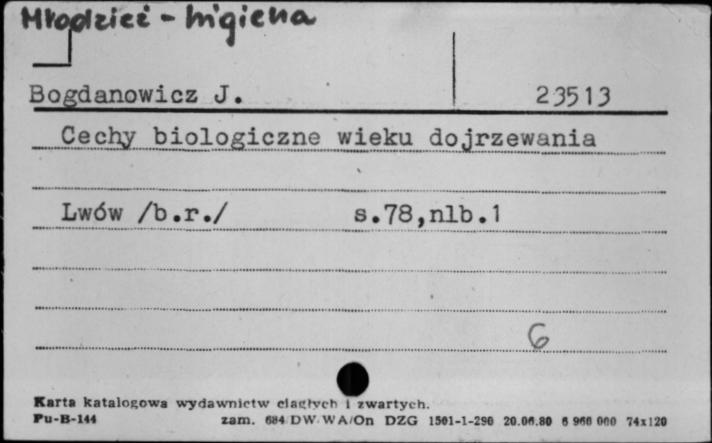 Młodzież - higiena
Bogdanowicz J. 23513
Cechy biologiczne wieku dojrzewania
Lwów /b.r./ s.78,nlb.1
6
Karta katalogowa wydawnictw ciągłych i zwartych.
Pu-B-144 zam. 684 DW WA/On DZG 1501-1-290 20.06.80 6 960 000 74x120